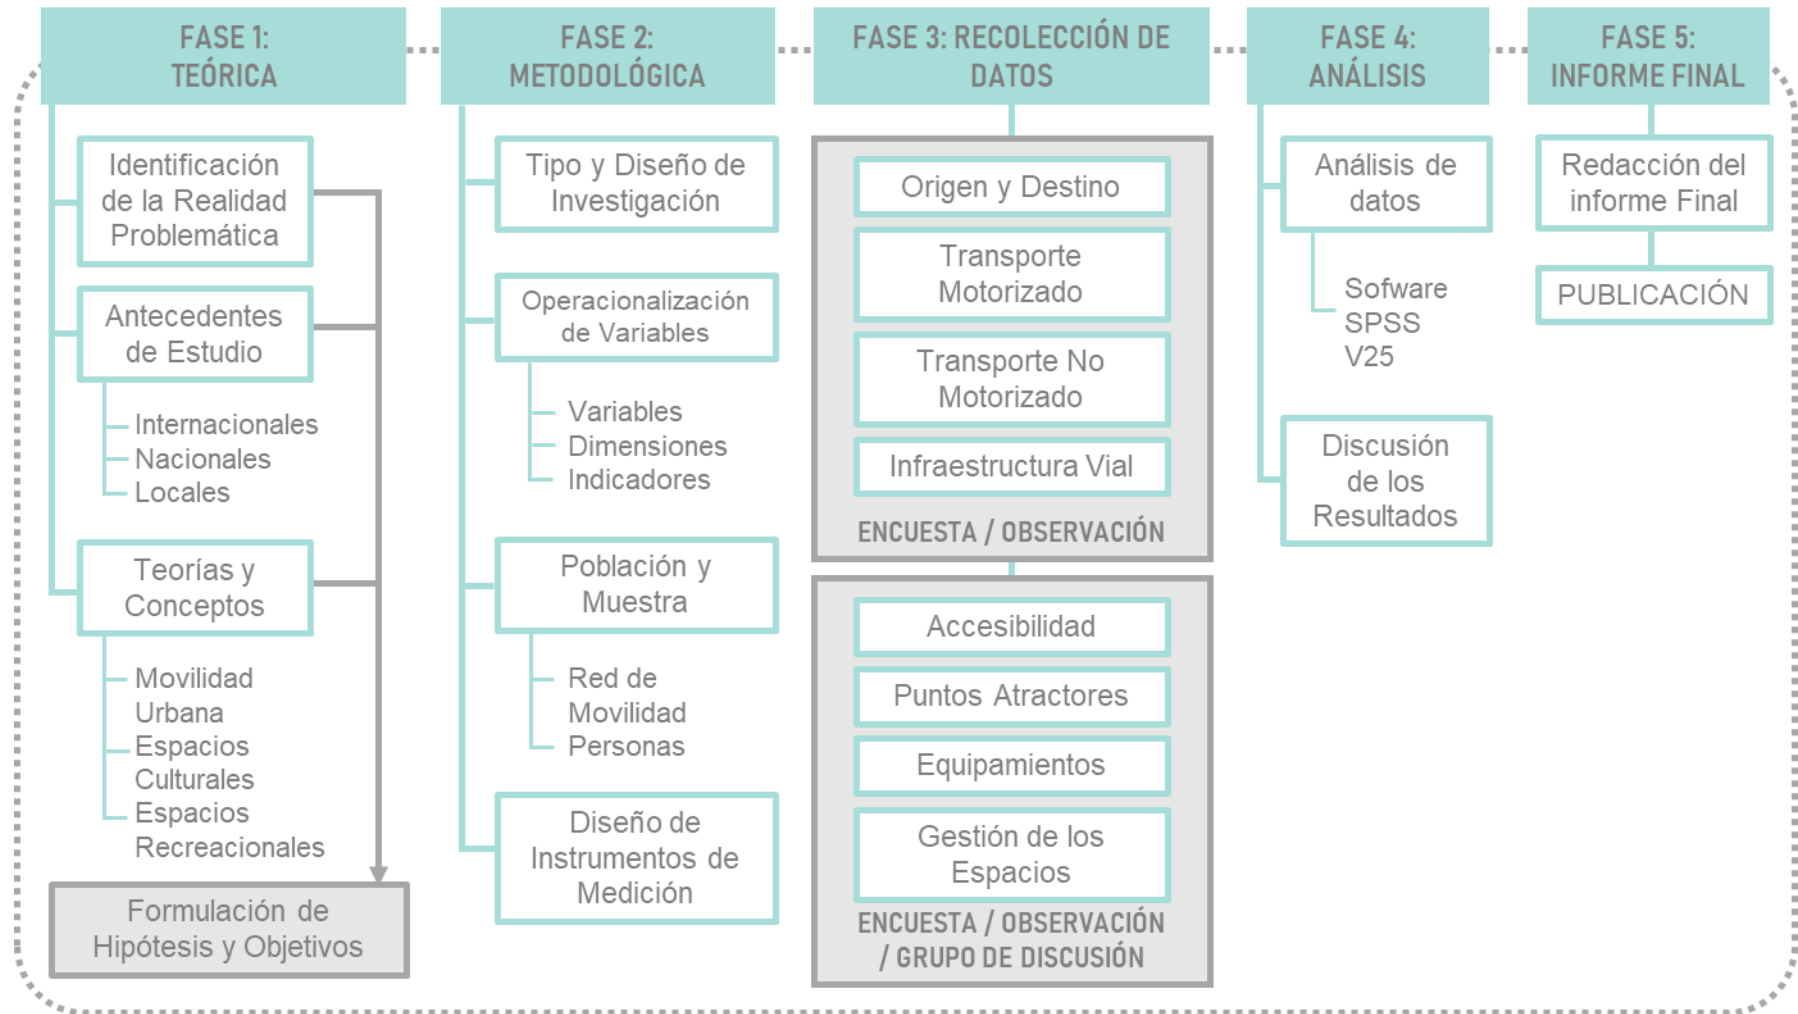 FASE 1:
TEÓRICA
Identificación
de la Realidad
Problemática
Antecedentes
de Estudio
Internacionales
Nacionales
Locales
Teorías y
Conceptos
Movilidad
Urbana
Espacios
Culturales
Espacios
Recreacionales
Formulación de
Hipótesis y Objetivos
FASE 2:
METODOLÓGICA
Tipo y Diseño de
Investigación
Operacionalización
de Variables
Variables
Dimensiones
Indicadores
Población y
Muestra
Red de
Movilidad
Personas
Diseño de
Instrumentos de
Medición
FASE 3: RECOLECCIÓN DE
DATOS
Origen y Destino
Transporte
Motorizado
Transporte No
Motorizado
Infraestructura Vial
ENCUESTA / OBSERVACIÓN
Accesibilidad
Puntos Atractores
Equipamientos
Gestión de los
Espacios
ENCUESTA / OBSERVACIÓN
/ GRUPO DE DISCUSIÓN
FASE 4:
ANÁLISIS
Análisis de
datos
Sofware
SPSS
V25
Discusión
de los
Resultados
FASE 5:
INFORME FINAL
Redacción del
informe Final
PUBLICACIÓN